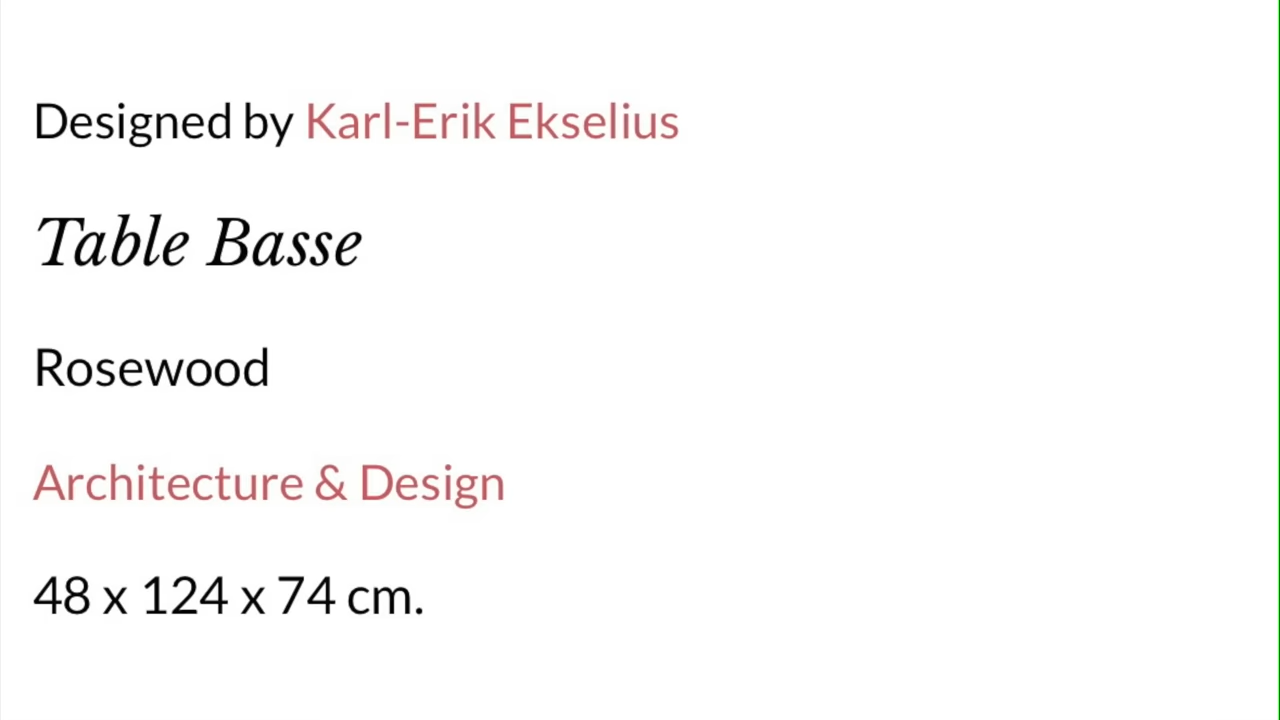 Designed by Karl-Erik Ekselius
Table Basse
Rosewood
Architecture & Design
48 x 124 x 74 cm.